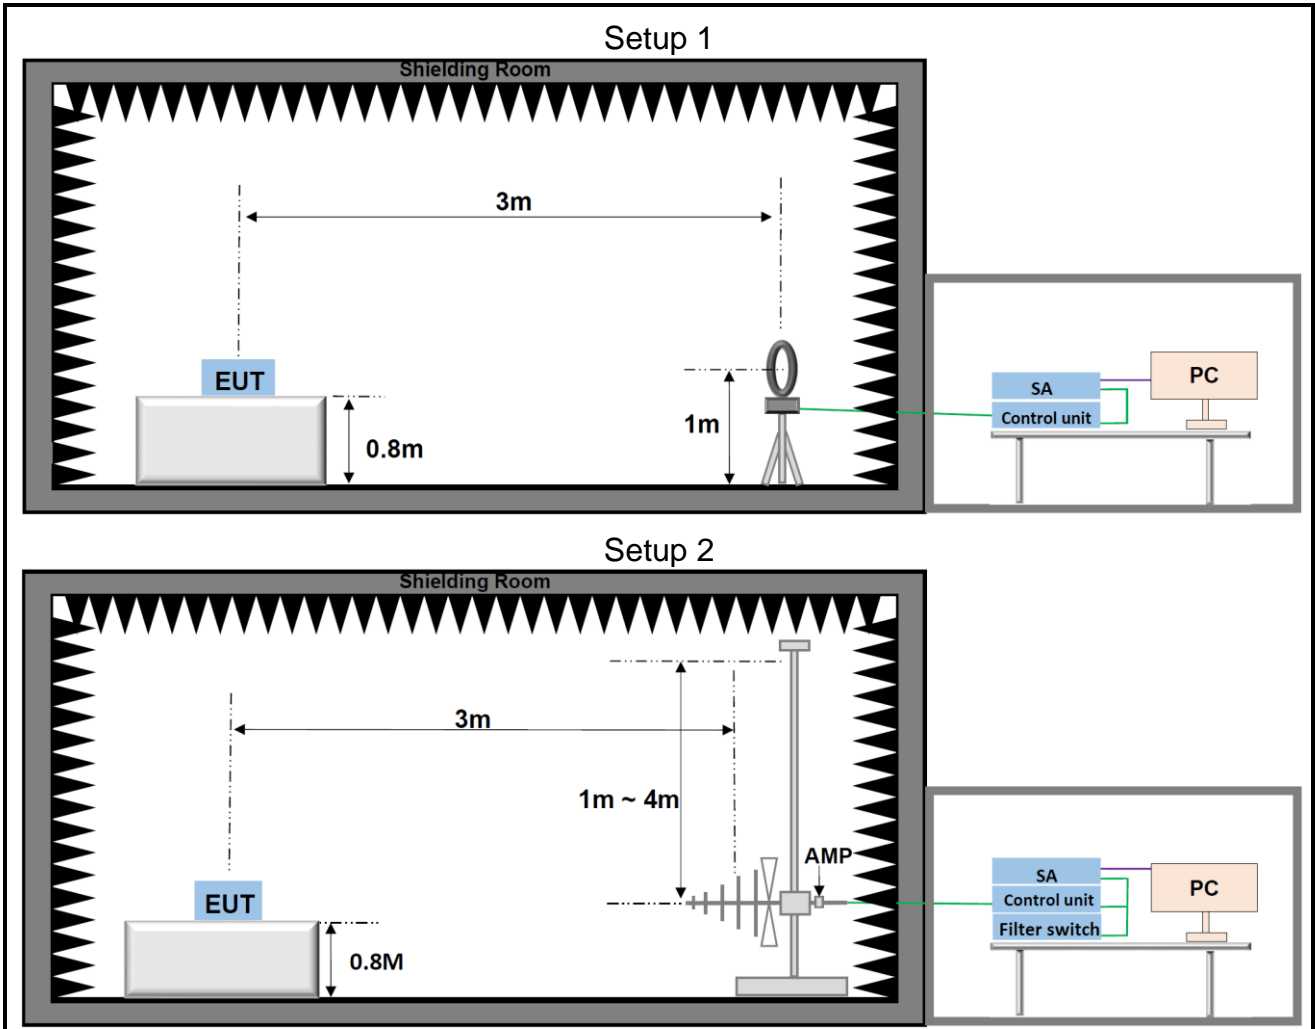 Setup 1
Shielding Room
3m
EUT
0.8m
1m
SA
Control unit
PC
Setup 2
Shielding Room
3m
1m ~ 4m
AMP
EUT
0.8M
SA
Control unit
Filter switch
PC